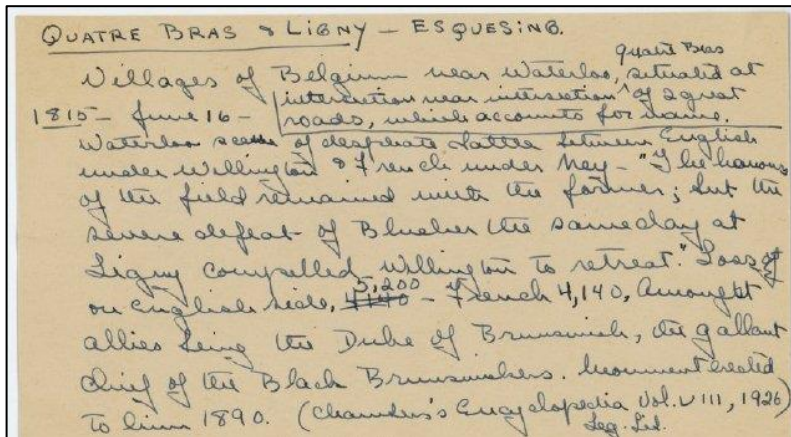 QUATRE BRAS & LIGNY – ESQUESING.
Quatre Bras
Villages of Belgium near Waterloo, situated at
intersection near intersection of 2 great
1815 – June 16 – roads, which accounts for name.
Waterloo scene of desperate battle between English
under Wellington & French under Ney – "The honours
of the field remained with the former; but the
severe defeat of Blucher the same day at
Ligny compelled Wellington to retreat." Loss of
5,200
on English side, 4140 – French 4,140, Amongst
allies being the Duke of Brunswick, the gallant
chief of the Black Brunswickers. Monument erected
to him 1890. (Chambers's Encyclopedia Vol. VIII, 1926)
Leg. Lib.